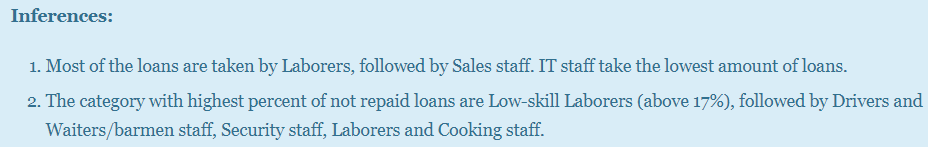 Inferences:
1. Most of the loans are taken by Laborers, followed by Sales staff. IT staff take the lowest amount of loans.
2. The category with highest percent of not repaid loans are Low-skill Laborers (above 17%), followed by Drivers and
Waiters/barmen staff, Security staff, Laborers and Cooking staff.